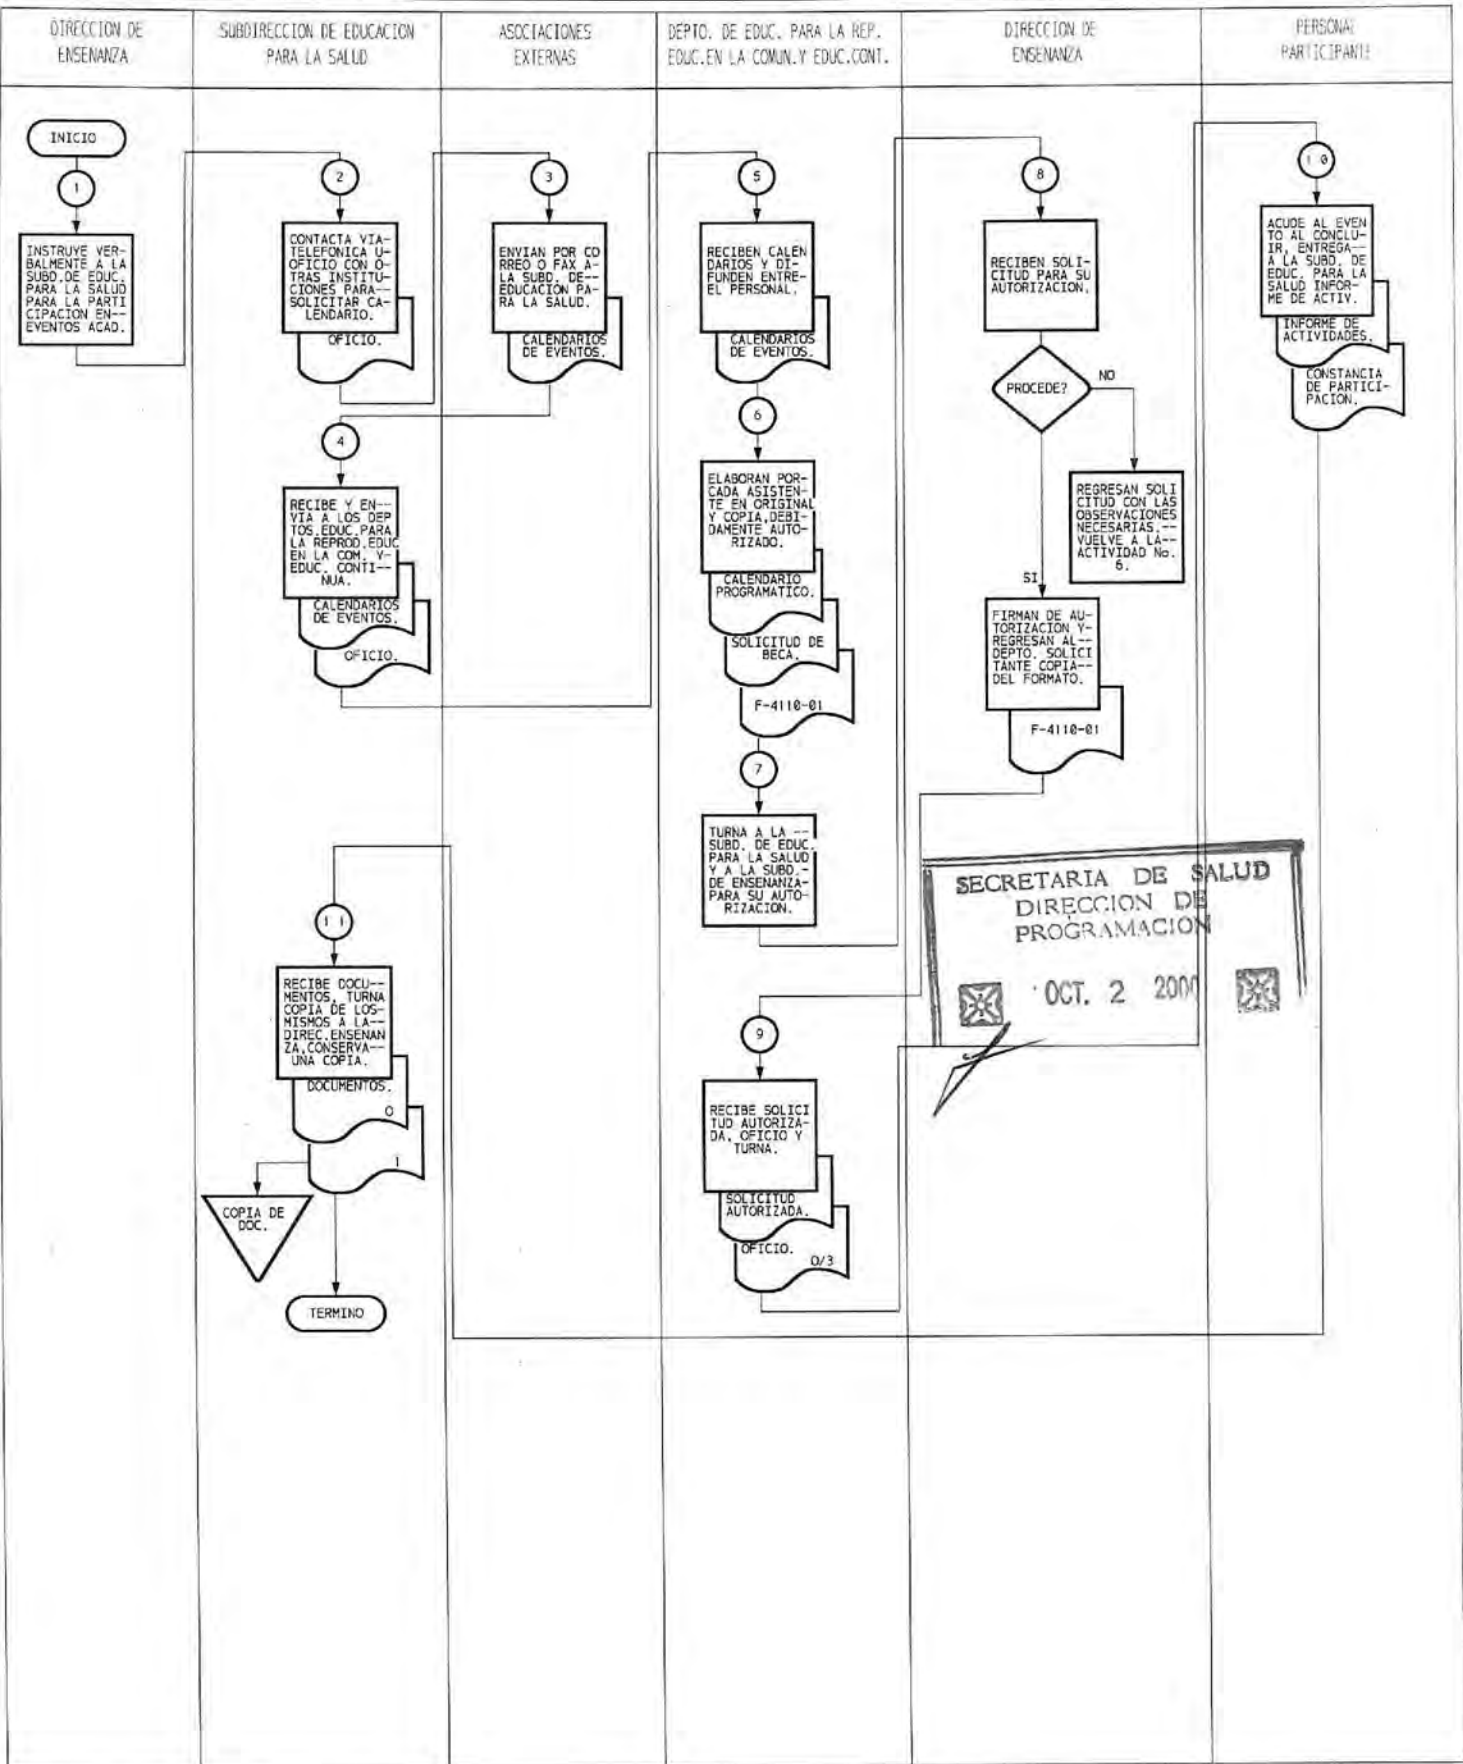 DIRECCION DE
ENSENANZA
SUBDIRECCION DE EDUCACION
PARA LA SALUD
ASOCIACIONES
EXTERNAS
DEPTO. DE EDUC. PARA LA REP.
EDUC.EN LA COMUN.Y EDUC.CONT.
DIRECCION DE
ENSENANZA
PERSONAL
PARTICIPANTE
INICIO
1
INSTRUYE VER-
BALMENTE A LA
SUBD.DE EDUC.
PARA LA SALUD
PARA LA PARTI
CIPACION EN--
EVENTOS ACAD.
2
CONTACTA VIA-
TELEFONICA U-
OFICIO CON O-
TRAS INSTITU-
CIONES PARA--
SOLICITAR CA-
LENDARIO.
OFICIO.
3
ENVIAN POR CO
RREO O FAX A-
LA SUBD. DE--
EDUCACION PA-
RA LA SALUD.
CALENDARIOS
DE EVENTOS.
4
RECIBE Y EN--
VIA A LOS DEP
TOS.EDUC.PARA
LA REPROD.EDUC
EN LA COM. Y-
EDUC. CONTI--
NUA.
CALENDARIOS
DE EVENTOS.
OFICIO.
5
RECIBEN CALEN
DARIOS Y DI-
FUNDEN ENTRE-
EL PERSONAL.
CALENDARIOS
DE EVENTOS.
6
ELABORAN POR-
CADA ASISTEN-
TE EN ORIGINAL
Y COPIA,DEBI-
DAMENTE AUTO-
RIZADO.
CALENDARIO
PROGRAMATICO.
SOLICITUD DE
BECA.
F-4110-01
7
TURNA A LA --
SUBD. DE EDUC.
PARA LA SALUD
Y A LA SUBD.-
DE ENSENANZA-
PARA SU AUTO-
RIZACION.
8
RECIBEN SOLI-
CITUD PARA SU
AUTORIZACION.
PROCEDE?
NO
REGRESAN SOLI
CITUD CON LAS
OBSERVACIONES
NECESARIAS.--
VUELVE A LA--
ACTIVIDAD No.
6.
SI
FIRMAN DE AU-
TORIZACION Y-
REGRESAN AL--
DEPTO. SOLICI
TANTE COPIA--
DEL FORMATO.
F-4110-01
9
RECIBE SOLICI
TUD AUTORIZA-
DA, OFICIO Y
TURNA.
SOLICITUD
AUTORIZADA.
OFICIO.
O/3
10
ACUDE AL EVEN
TO AL CONCLU-
IR, ENTREGA--
A LA SUBD. DE
EDUC. PARA LA
SALUD INFOR-
ME DE ACTIV.
INFORME DE
ACTIVIDADES.
CONSTANCIA
DE PARTICI-
PACION.
11
RECIBE DOCU--
MENTOS, TURNA
COPIA DE LOS-
MISMOS A LA--
DIREC.ENSENAN
ZA,CONSERVA--
UNA COPIA.
DOCUMENTOS.
O
1
COPIA DE
DOC.
TERMINO
SECRETARIA DE SALUD
DIRECCION DE
PROGRAMACION
OCT. 2 2000